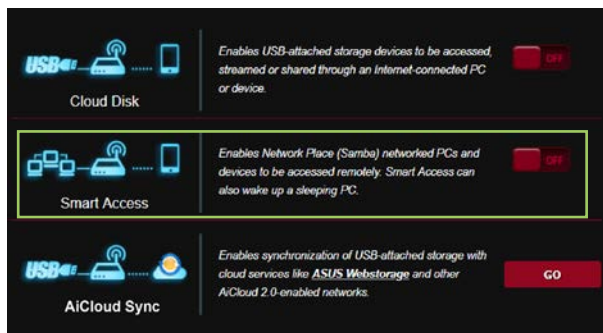 USB
Cloud Disk
Enables USB-attached storage devices to be accessed,
streamed or shared through an Internet-connected PC
or device.
OFF
Smart Access
Enables Network Place (Samba) networked PCs and
devices to be accessed remotely. Smart Access can
also wake up a sleeping PC.
OFF
USB
AiCloud Sync
Enables synchronization of USB-attached storage with
cloud services like ASUS Webstorage and other
AiCloud 2.0-enabled networks.
GO